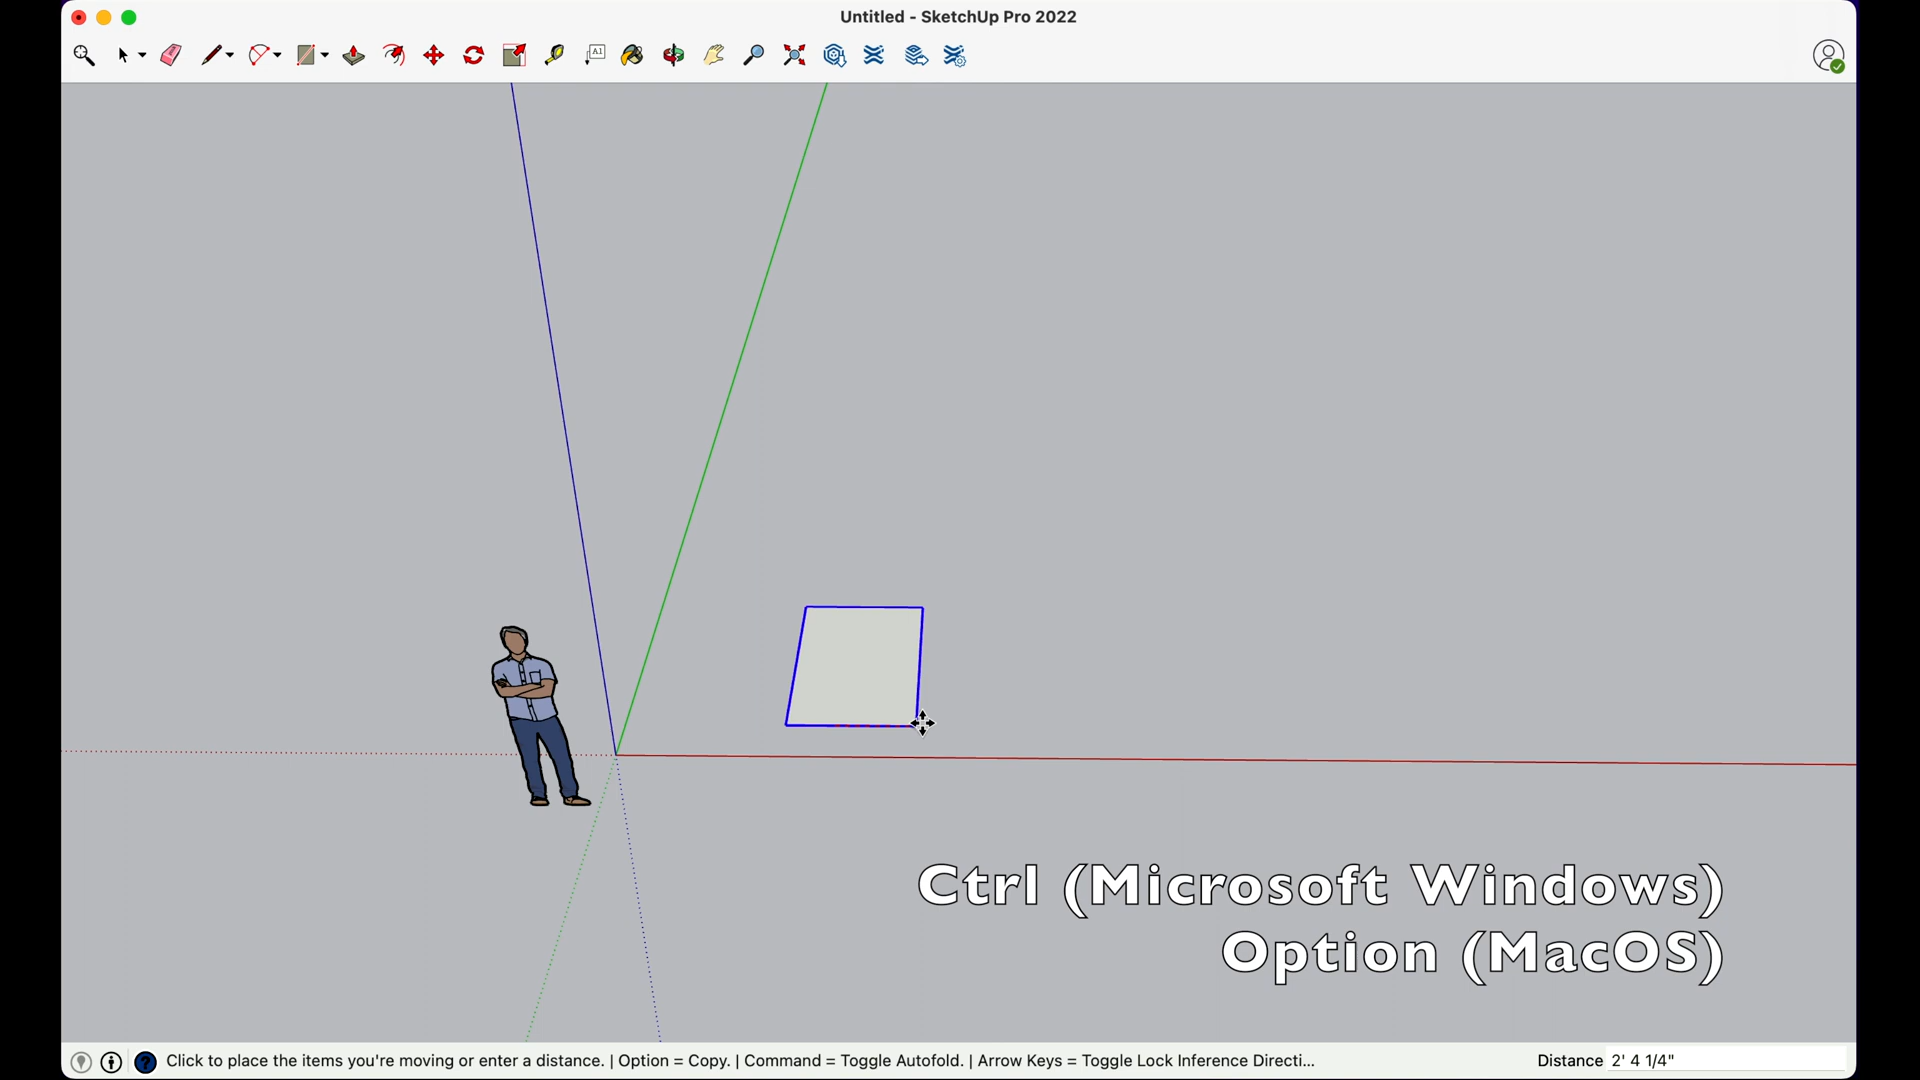 Untitled - SketchUp Pro 2022
A1
Ctrl (Microsoft Windows)
Option (MacOS)
Click to place the items you're moving or enter a distance. | Option = Copy. | Command = Toggle Autofold. | Arrow Keys = Toggle Lock Inference Directi... Distance 2' 4 1/4"